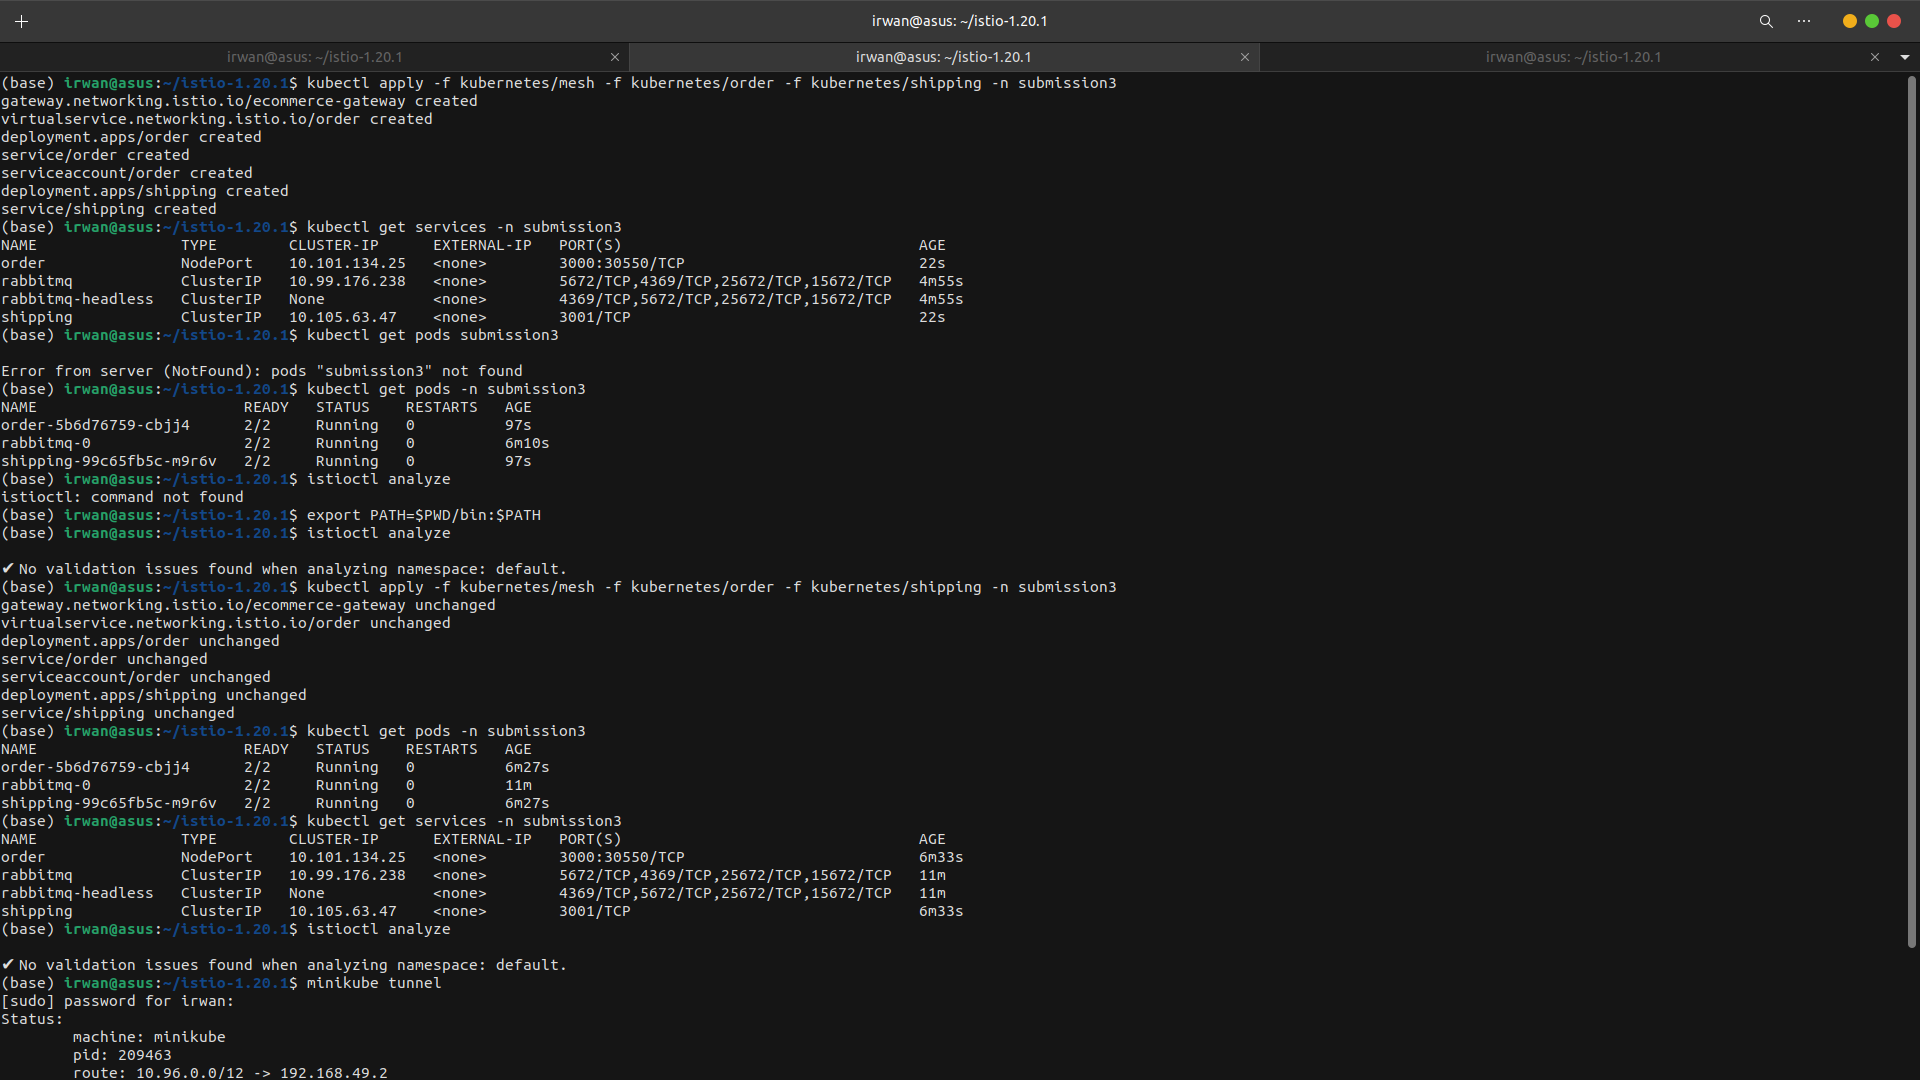 irwan@asus: ~/istio-1.20.1
irwan@asus: ~/istio-1.20.1
irwan@asus: ~/istio-1.20.1
irwan@asus: ~/istio-1.20.1
(base) irwan@asus:~/istio-1.20.1$ kubectl apply -f kubernetes/mesh -f kubernetes/order -f kubernetes/shipping -n submission3
gateway.networking.istio.io/ecommerce-gateway created
virtualservice.networking.istio.io/order created
deployment.apps/order created
service/order created
serviceaccount/order created
deployment.apps/shipping created
service/shipping created
(base) irwan@asus:~/istio-1.20.1$ kubectl get services -n submission3
NAME                TYPE        CLUSTER-IP      EXTERNAL-IP   PORT(S)                                 AGE
order               NodePort    10.101.134.25   <none>        3000:30550/TCP                          22s
rabbitmq            ClusterIP   10.99.176.238   <none>        5672/TCP,4369/TCP,25672/TCP,15672/TCP   4m55s
rabbitmq-headless   ClusterIP   None            <none>        4369/TCP,5672/TCP,25672/TCP,15672/TCP   4m55s
shipping            ClusterIP   10.105.63.47    <none>        3001/TCP                                22s
(base) irwan@asus:~/istio-1.20.1$ kubectl get pods submission3
Error from server (NotFound): pods "submission3" not found
(base) irwan@asus:~/istio-1.20.1$ kubectl get pods -n submission3
NAME                       READY   STATUS    RESTARTS   AGE
order-5b6d76759-cbjj4      2/2     Running   0          97s
rabbitmq-0                 2/2     Running   0          6m10s
shipping-99c65fb5c-m9r6v   2/2     Running   0          97s
(base) irwan@asus:~/istio-1.20.1$ istioctl analyze
istioctl: command not found
(base) irwan@asus:~/istio-1.20.1$ export PATH=$PWD/bin:$PATH
(base) irwan@asus:~/istio-1.20.1$ istioctl analyze
✔ No validation issues found when analyzing namespace: default.
(base) irwan@asus:~/istio-1.20.1$ kubectl apply -f kubernetes/mesh -f kubernetes/order -f kubernetes/shipping -n submission3
gateway.networking.istio.io/ecommerce-gateway unchanged
virtualservice.networking.istio.io/order unchanged
deployment.apps/order unchanged
service/order unchanged
serviceaccount/order unchanged
deployment.apps/shipping unchanged
service/shipping unchanged
(base) irwan@asus:~/istio-1.20.1$ kubectl get pods -n submission3
NAME                       READY   STATUS    RESTARTS   AGE
order-5b6d76759-cbjj4      2/2     Running   0          6m27s
rabbitmq-0                 2/2     Running   0          11m
shipping-99c65fb5c-m9r6v   2/2     Running   0          6m27s
(base) irwan@asus:~/istio-1.20.1$ kubectl get services -n submission3
NAME                TYPE        CLUSTER-IP      EXTERNAL-IP   PORT(S)                                 AGE
order               NodePort    10.101.134.25   <none>        3000:30550/TCP                          6m33s
rabbitmq            ClusterIP   10.99.176.238   <none>        5672/TCP,4369/TCP,25672/TCP,15672/TCP   11m
rabbitmq-headless   ClusterIP   None            <none>        4369/TCP,5672/TCP,25672/TCP,15672/TCP   11m
shipping            ClusterIP   10.105.63.47    <none>        3001/TCP                                6m33s
(base) irwan@asus:~/istio-1.20.1$ istioctl analyze
✔ No validation issues found when analyzing namespace: default.
(base) irwan@asus:~/istio-1.20.1$ minikube tunnel
[sudo] password for irwan:
Status:
        machine: minikube
        pid: 209463
        route: 10.96.0.0/12 -> 192.168.49.2